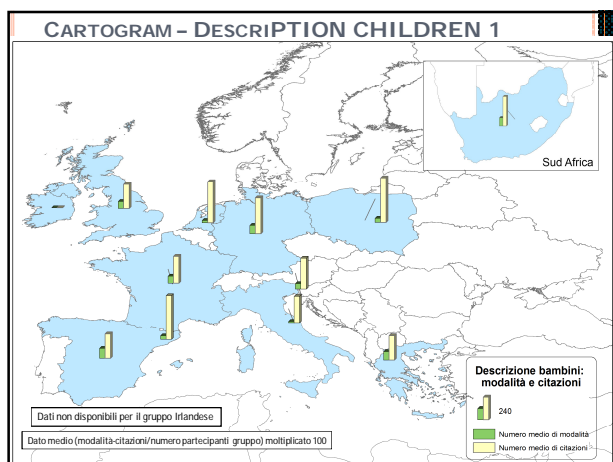 CARTOGRAM – DESCRIPTION CHILDREN 1
Sud Africa
Descrizione bambini:
modalità e citazioni
240
Numero medio di modalità
Numero medio di citazioni
Dati non disponibili per il gruppo Irlandese
Dato medio (modalità-citazioni/numero partecipanti gruppo) moltiplicato 100